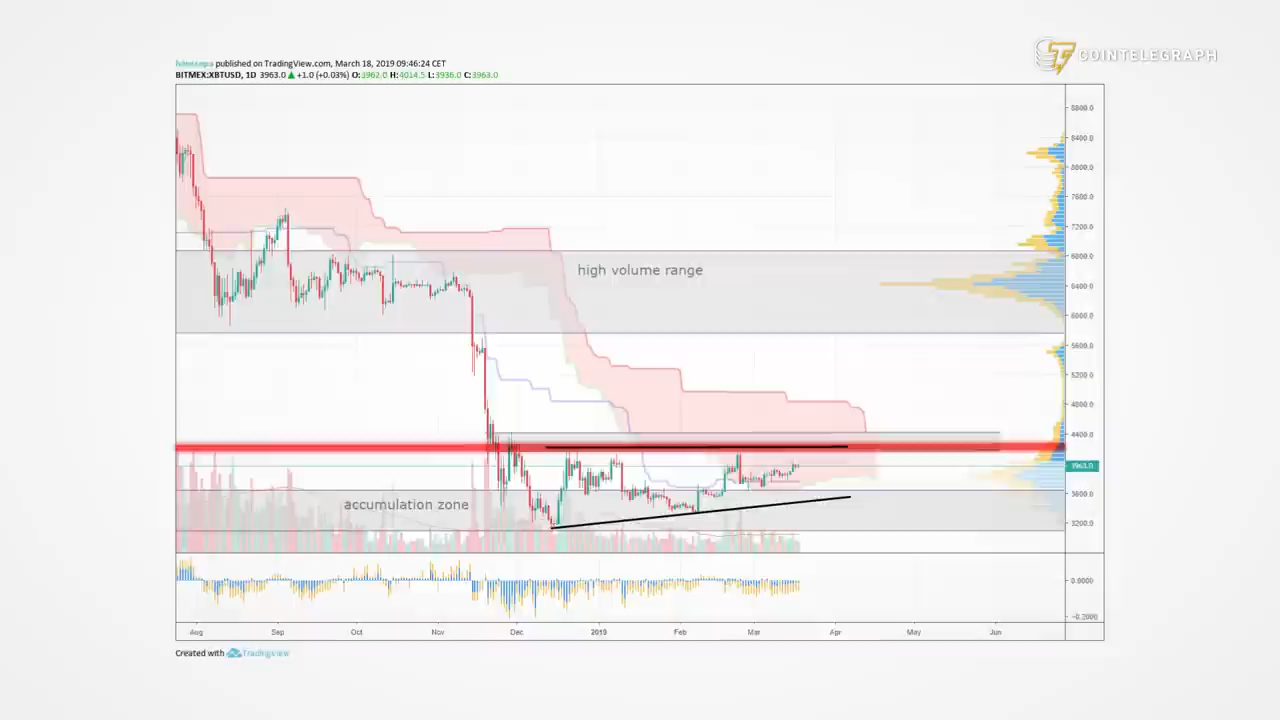 COINTELEGRAPH
published on TradingView.com, March 18, 2019 09:46:24 CET
BITMEX:XBTUSD, 1D 3963.0 ▲ +1.0 (+0.03%) O:3962.0 H:4014.5 L:3936.0 C:3963.0
8800.0
8400.0
8000.0
7600.0
7200.0
6800.0
high volume range
6400.0
6000.0
5600.0
5200.0
4800.0
4400.0
3963.0
3600.0
accumulation zone
3200.0
0.0000
-0.2000
Aug Sep Oct Nov Dec 2019 Feb Mar Apr May Jun
Created with TradingView